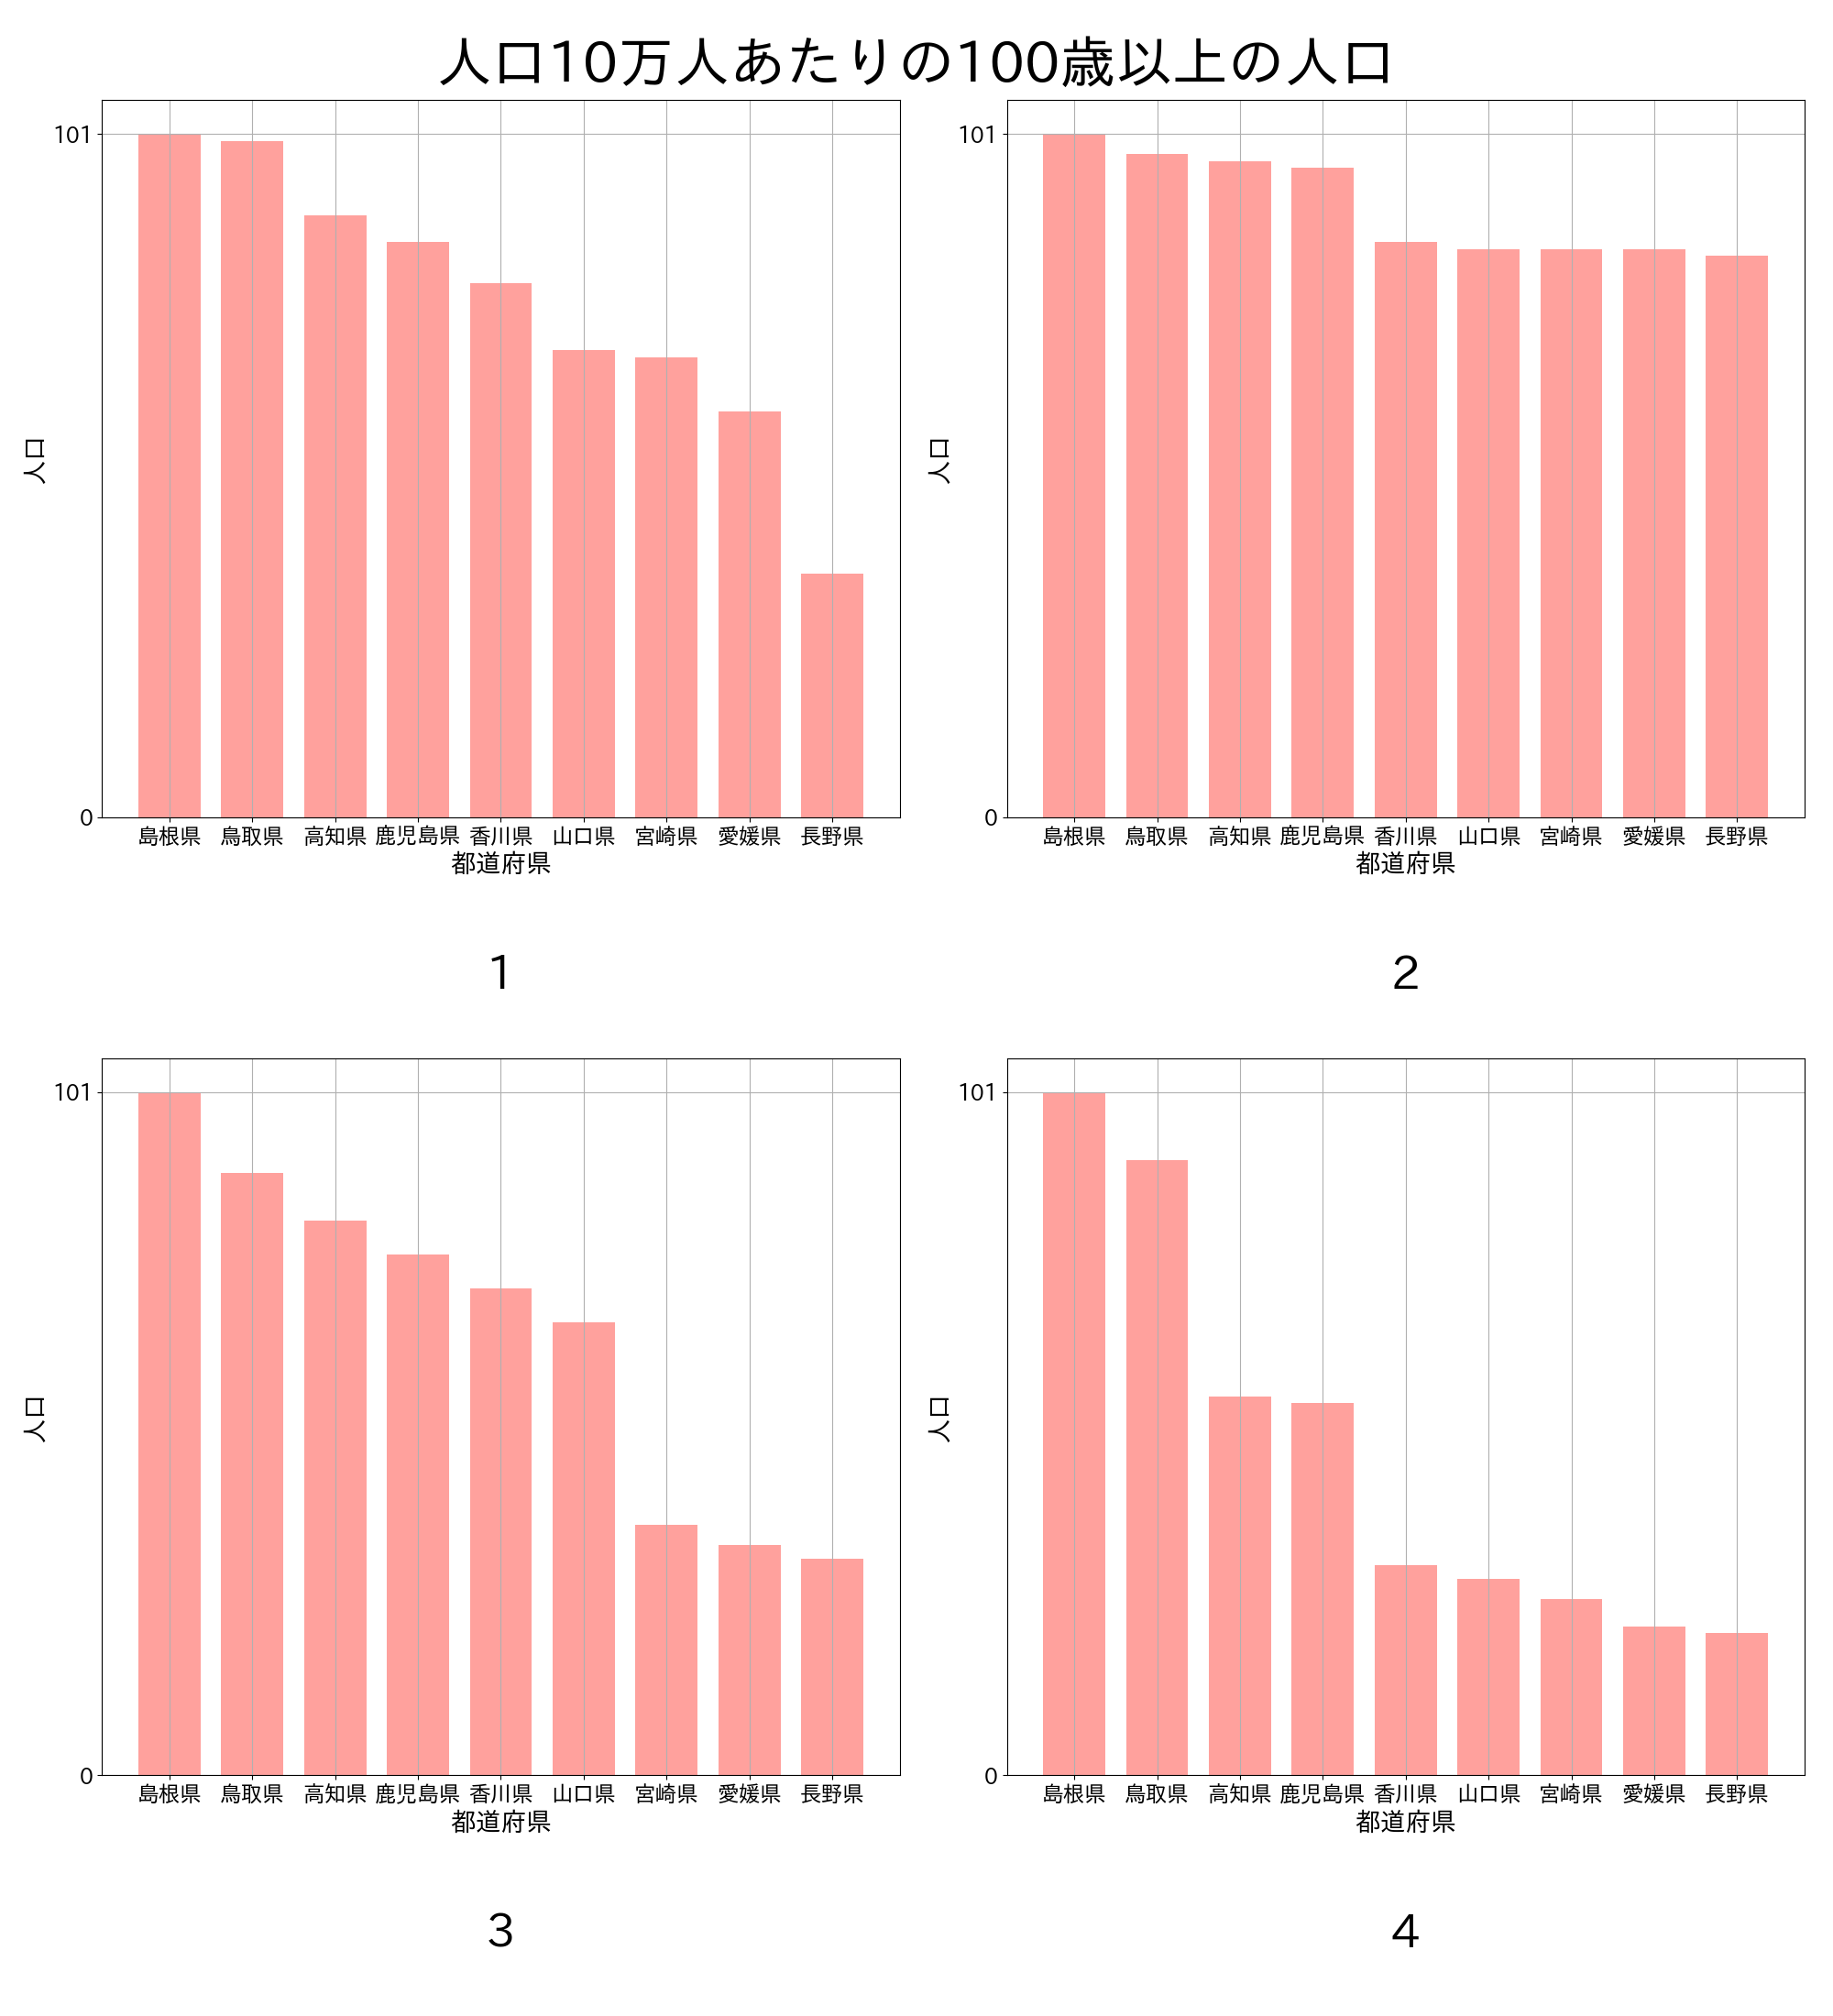 人口10万人あたりの100歳以上の人口
101
0
人口
島根県 鳥取県 高知県 鹿児島県 香川県 山口県 宮崎県 愛媛県 長野県
都道府県
1
101
0
人口
島根県 鳥取県 高知県 鹿児島県 香川県 山口県 宮崎県 愛媛県 長野県
都道府県
2
101
0
人口
島根県 鳥取県 高知県 鹿児島県 香川県 山口県 宮崎県 愛媛県 長野県
都道府県
3
101
0
人口
島根県 鳥取県 高知県 鹿児島県 香川県 山口県 宮崎県 愛媛県 長野県
都道府県
4